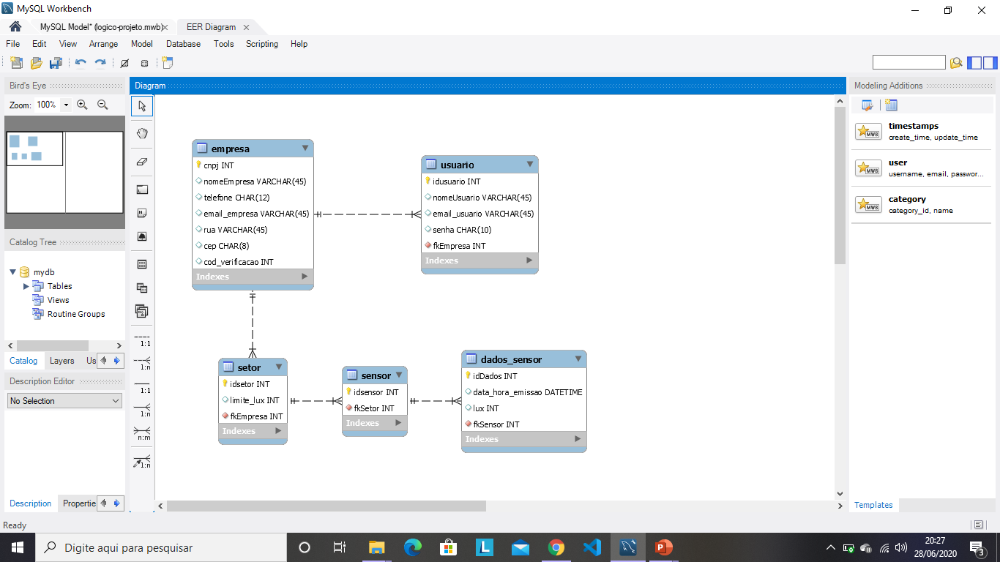 MySQL Workbench
MySQL Model* (logico-projeto.mwb)
EER Diagram
File Edit View Arrange Model Database Tools Scripting Help
Bird's Eye
Zoom: 100%
Catalog Tree
mydb
Tables
Views
Routine Groups
Catalog Layers Us
Description Editor
No Selection
Description Propertie
Ready
Diagram
1:1
1:n
1:1
1:n
n:m
1:n
empresa
cnpj INT
nomeEmpresa VARCHAR(45)
telefone CHAR(12)
email_empresa VARCHAR(45)
rua VARCHAR(45)
cep CHAR(8)
cod_verificacao INT
Indexes
usuario
idusuario INT
nomeUsuario VARCHAR(45)
email_usuario VARCHAR(45)
senha CHAR(10)
fkEmpresa INT
Indexes
setor
idsetor INT
limite_lux INT
fkEmpresa INT
Indexes
sensor
idsensor INT
fkSetor INT
Indexes
dados_sensor
idDados INT
data_hora_emissao DATETIME
lux INT
fkSensor INT
Indexes
Modeling Additions
MWB
timestamps
create_time, update_time
MWB
user
username, email, passwor...
MWB
category
category_id, name
Templates
Digite aqui para pesquisar
L
P
20:27
28/06/2020
3